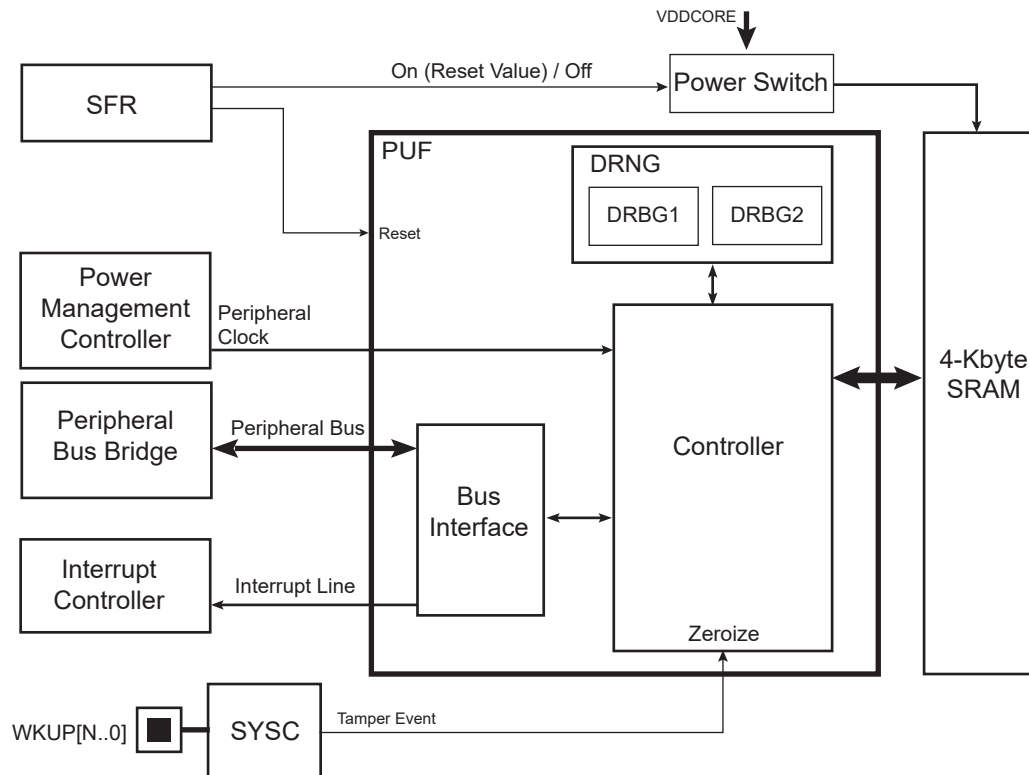 VDDCORE
On (Reset Value) / Off
Power Switch
SFR
PUF
DRNG
DRBG1
DRBG2
Reset
Power
Management
Controller
Peripheral
Clock
4-Kbyte
SRAM
Peripheral
Bus Bridge
Peripheral Bus
Controller
Bus
Interface
Interrupt
Controller
Interrupt Line
Zeroize
WKUP[N..0]
SYSC
Tamper Event